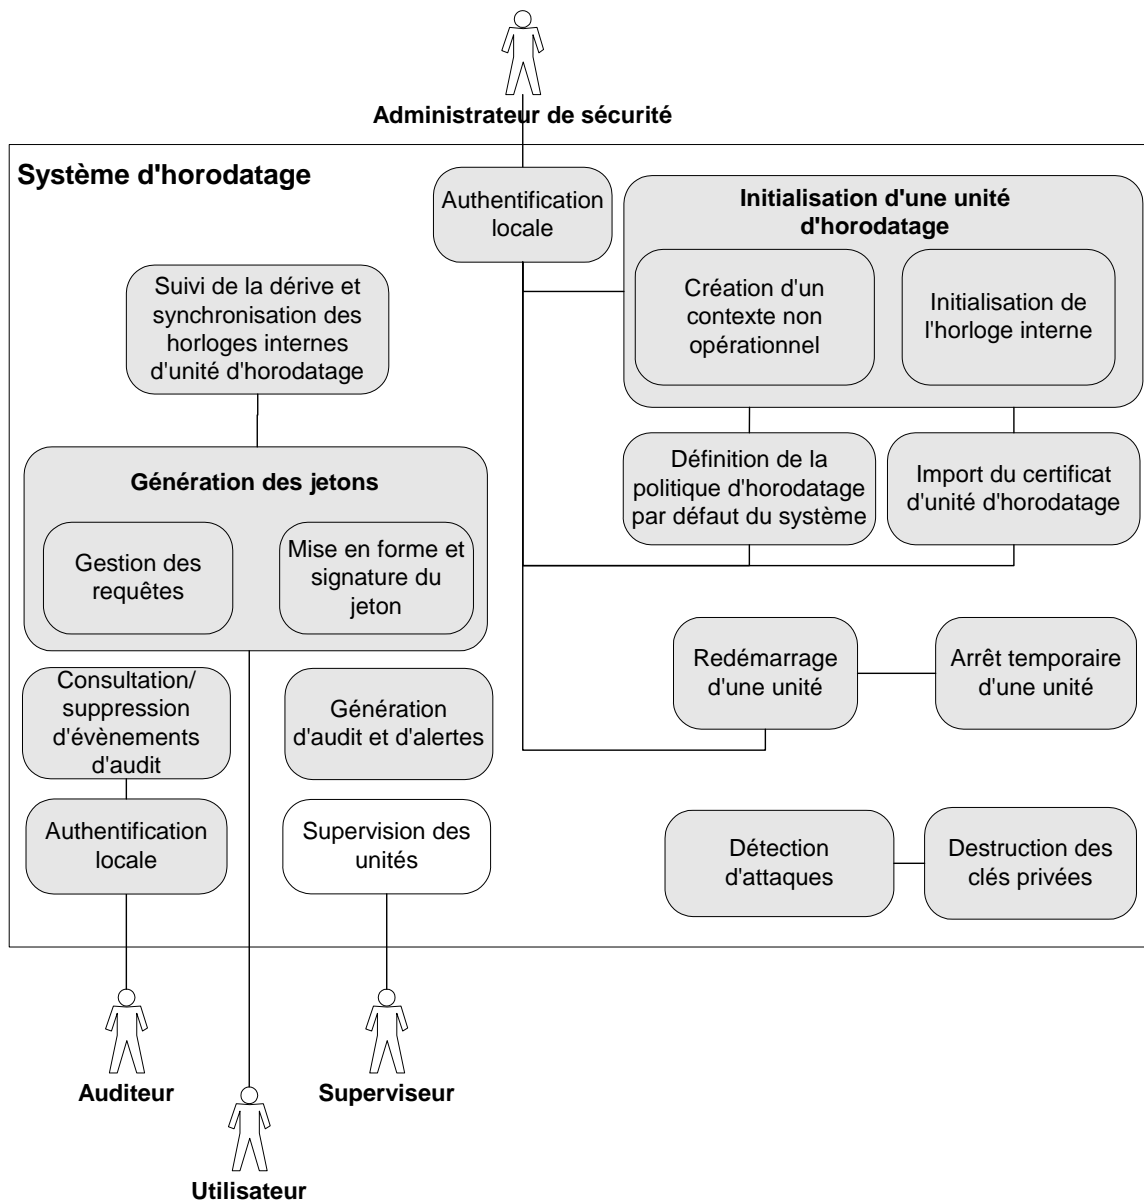 Administrateur de sécurité
Système d'horodatage
Authentification
locale
Initialisation d'une unité
d'horodatage
Création d'un
contexte non
opérationnel
Initialisation de
l'horloge interne
Suivi de la dérive et
synchronisation des
horloges internes
d'unité d'horodatage
Définition de la
politique d'horodatage
par défaut du système
Import du certificat
d'unité d'horodatage
Génération des jetons
Gestion des
requêtes
Mise en forme et
signature du
jeton
Redémarrage
d'une unité
Arrêt temporaire
d'une unité
Consultation/
suppression
d'évènements
d'audit
Génération
d'audit et d'alertes
Authentification
locale
Supervision des
unités
Détection
d'attaques
Destruction des
clés privées
Auditeur
Superviseur
Utilisateur